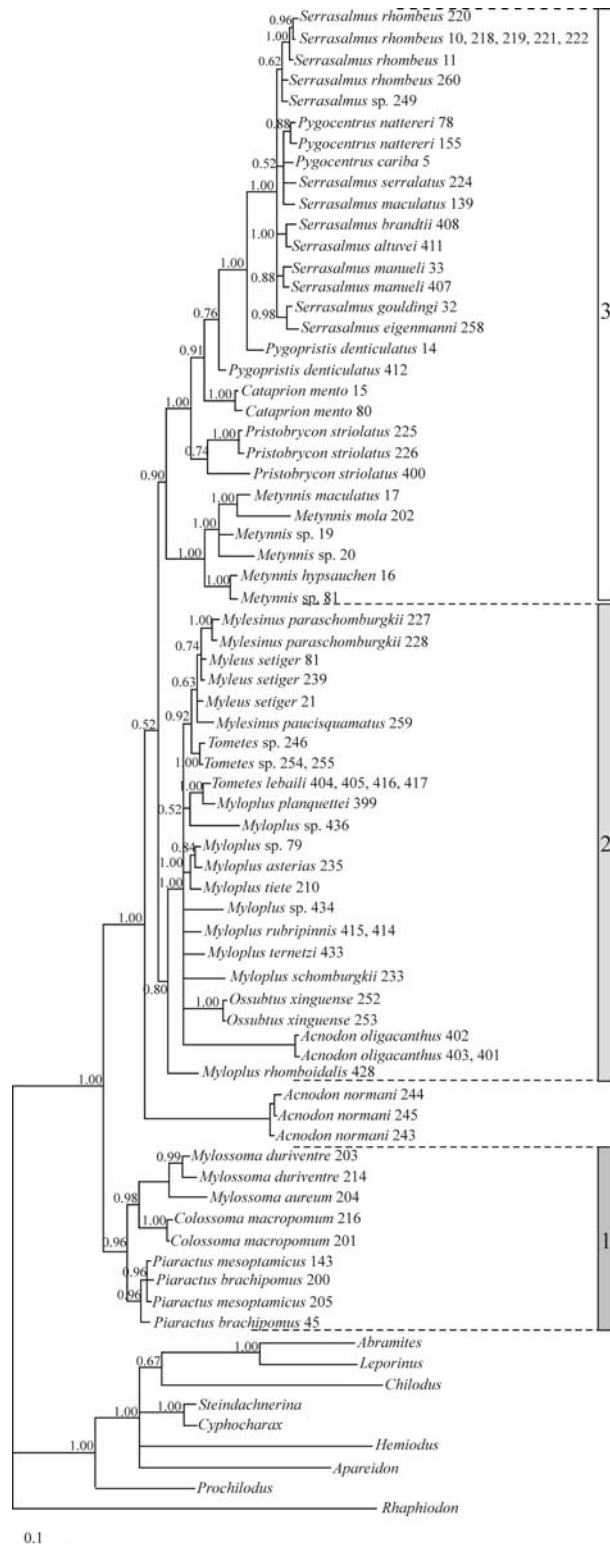 0.96
Serrasalmus rhombeus 220
1.00
Serrasalmus rhombeus 10, 218, 219, 221, 222
0.62
Serrasalmus rhombeus 11
Serrasalmus rhombeus 260
Serrasalmus sp. 249
0.88
Pygocentrus nattereri 78
Pygocentrus nattereri 155
0.52
Pygocentrus cariba 5
1.00
Serrasalmus serralatus 224
Serrasalmus maculatus 139
1.00
Serrasalmus brandtii 408
Serrasalmus altuvei 411
1.00
0.88
Serrasalmus manueli 33
Serrasalmus manueli 407
0.98
Serrasalmus gouldingi 32
Serrasalmus eigenmanni 258
3
0.76
Pygopristis denticulatus 14
0.91
Pygopristis denticulatus 412
1.00
Cataprion mento 15
Cataprion mento 80
1.00
1.00
Pristobrycon striolatus 225
Pristobrycon striolatus 226
0.74
Pristobrycon striolatus 400
0.90
1.00
Metynnis maculatus 17
Metynnis mola 202
1.00
Metynnis sp. 19
Metynnis sp. 20
1.00
1.00
Metynnis hypsauchen 16
Metynnis sp. 81
1.00
Mylesinus paraschomburgkii 227
Mylesinus paraschomburgkii 228
0.74
Myleus setiger 81
Myleus setiger 239
0.63
Myleus setiger 21
0.92
Mylesinus paucisquamatus 259
0.52
Tometes sp. 246
1.00
Tometes sp. 254, 255
1.00
Tometes lebaili 404, 405, 416, 417
Myloplus planquettei 399
0.52
Myloplus sp. 436
2
0.84
Myloplus sp. 79
1.00
Myloplus asterias 235
1.00
Myloplus tiete 210
Myloplus sp. 434
Myloplus rubripinnis 415, 414
1.00
Myloplus ternetzi 433
0.80
Myloplus schomburgkii 233
1.00
Ossubtus xinguense 252
Ossubtus xinguense 253
Acnodon oligacanthus 402
Acnodon oligacanthus 403, 401
Myloplus rhomboidalis 428
1.00
Acnodon normani 244
Acnodon normani 245
Acnodon normani 243
0.99
Mylossoma duriventre 203
Mylossoma duriventre 214
0.98
Mylossoma aureum 204
1.00
Colossoma macropomum 216
Colossoma macropomum 201
1
0.96
Piaractus mesoptamicus 143
0.96
Piaractus brachipomus 200
0.96
Piaractus mesoptamicus 205
Piaractus brachipomus 45
1.00
Abramites
0.67
Leporinus
Chilodus
1.00
1.00
Steindachnerina
Cyphocharax
1.00
Hemiodus
Apareidon
Prochilodus
Rhaphiodon
0.1